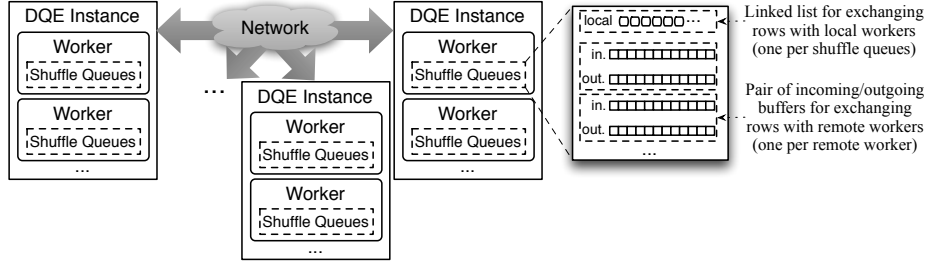 DQE Instance
Worker
Shuffle Queues
Worker
Shuffle Queues
...
Network
...
DQE Instance
Worker
Shuffle Queues
Worker
Shuffle Queues
...
DQE Instance
Worker
Shuffle Queues
Worker
Shuffle Queues
...
local ...
in.
out.
in.
out.
...
Linked list for exchanging
rows with local workers
(one per shuffle queues)
Pair of incoming/outgoing
buffers for exchanging
rows with remote workers
(one per remote worker)